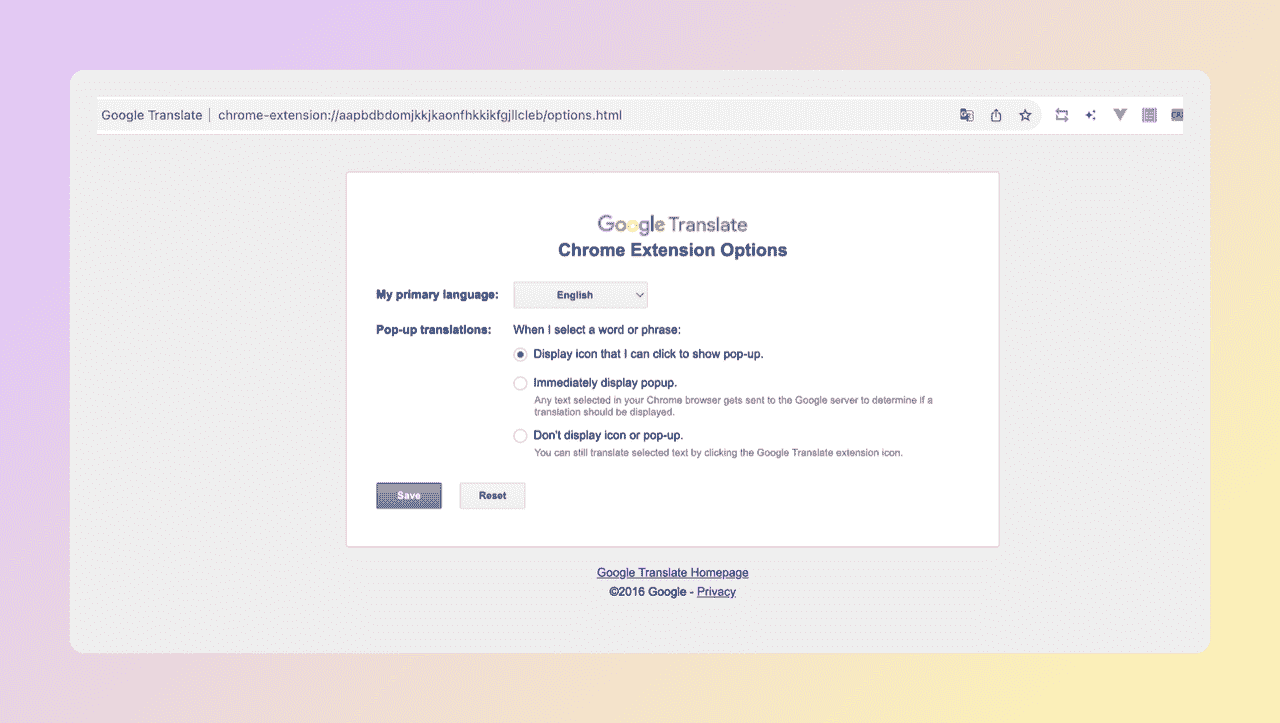 Google Translate | chrome-extension://aapbdbdomjkkjkaonfhkkikfgjllcleb/options.html
Google Translate
Chrome Extension Options
My primary language: English
Pop-up translations: When I select a word or phrase:
Display icon that I can click to show pop-up.
Immediately display popup.
Any text selected in your Chrome browser gets sent to the Google server to determine if a
translation should be displayed.
Don't display icon or pop-up.
You can still translate selected text by clicking the Google Translate extension icon.
Save Reset
Google Translate Homepage
©2016 Google - Privacy